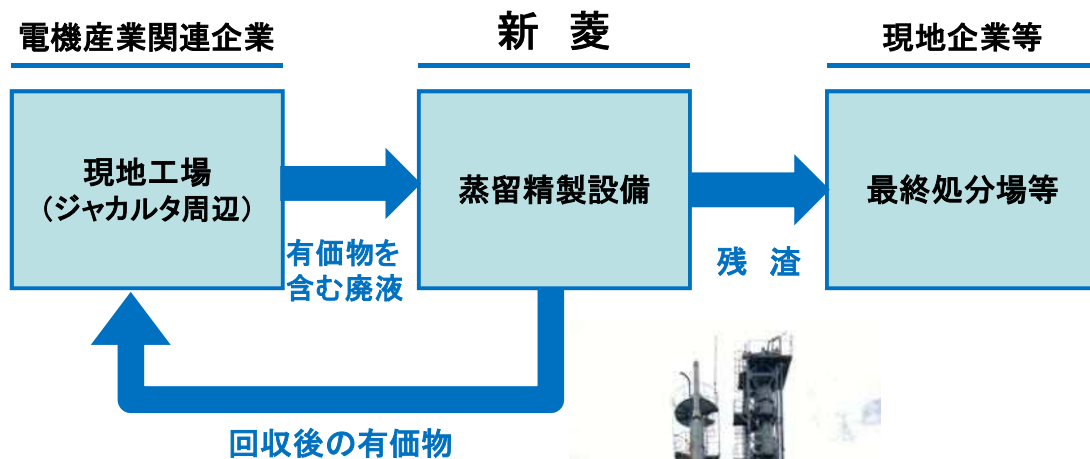 電機産業関連企業
新 菱
現地企業等
現地工場
（ジャカルタ周辺）
蒸留精製設備
最終処分場等
有価物を
含む廃液
残 渣
回収後の有価物